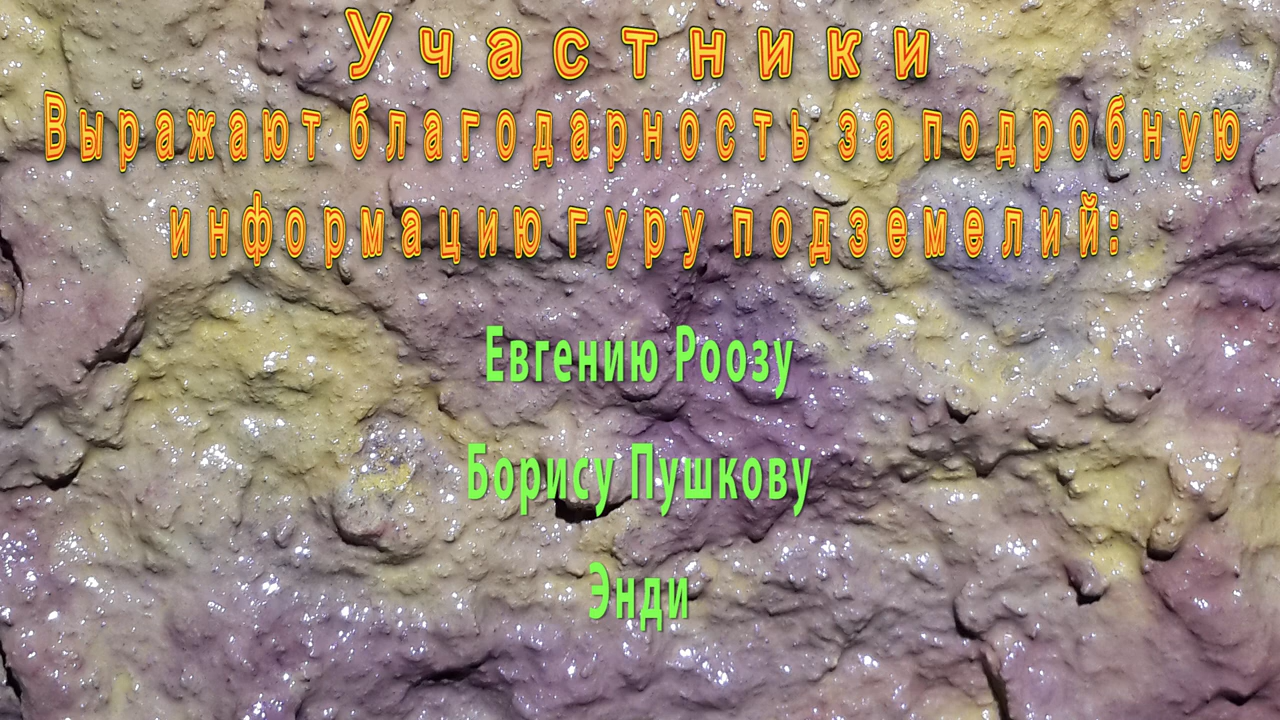 Участники
Выражают благодарность за подробную
информацию гуру подземелий:
Евгению Роозу
Борису Пушкову
Энди